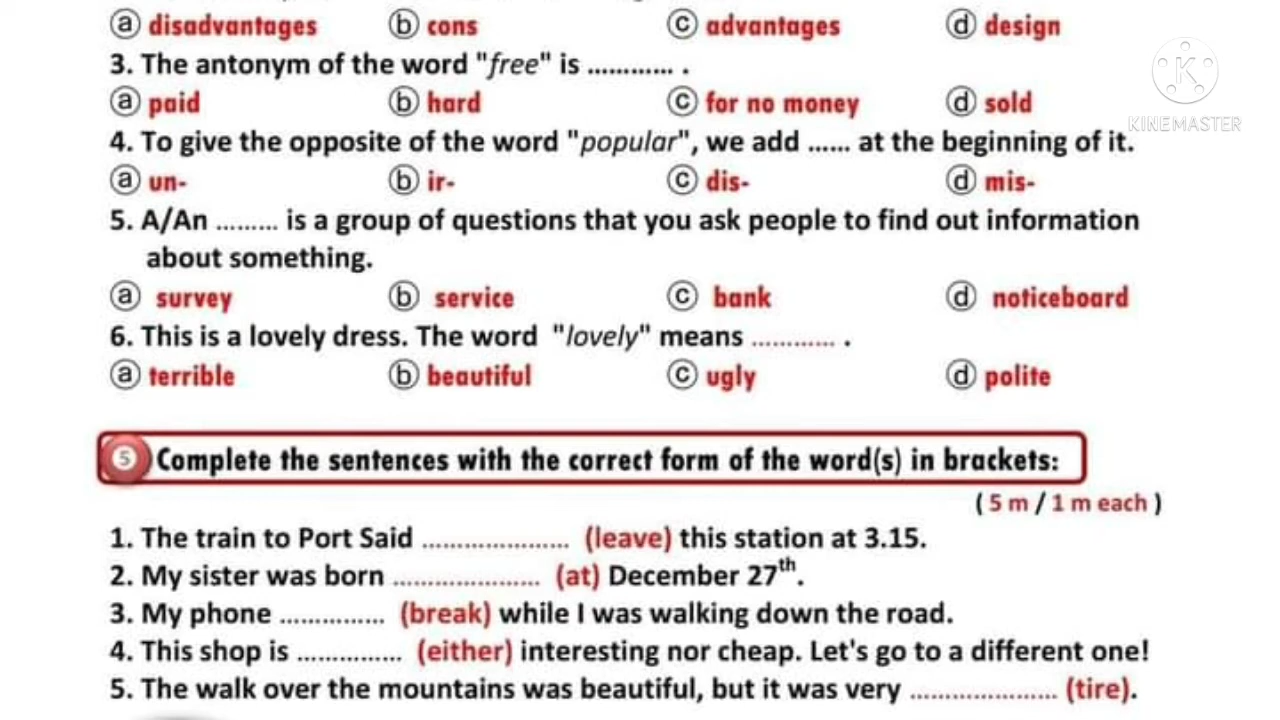 ⓐ disadvantages ⓑ cons ⓒ advantages ⓓ design
3. The antonym of the word "free" is ............. .
ⓐ paid ⓑ hard ⓒ for no money ⓓ sold
4. To give the opposite of the word "popular", we add ...... at the beginning of it.
ⓐ un- ⓑ ir- ⓒ dis- ⓓ mis-
5. A/An ......... is a group of questions that you ask people to find out information
about something.
ⓐ survey ⓑ service ⓒ bank ⓓ noticeboard
6. This is a lovely dress. The word "lovely" means ............ .
ⓐ terrible ⓑ beautiful ⓒ ugly ⓓ polite
K
KINEMASTER
5 Complete the sentences with the correct form of the word(s) in brackets:
( 5 m / 1 m each )
1. The train to Port Said ..................... (leave) this station at 3.15.
2. My sister was born ..................... (at) December 27th.
3. My phone ............... (break) while I was walking down the road.
4. This shop is ............... (either) interesting nor cheap. Let's go to a different one!
5. The walk over the mountains was beautiful, but it was very ..................... (tire).